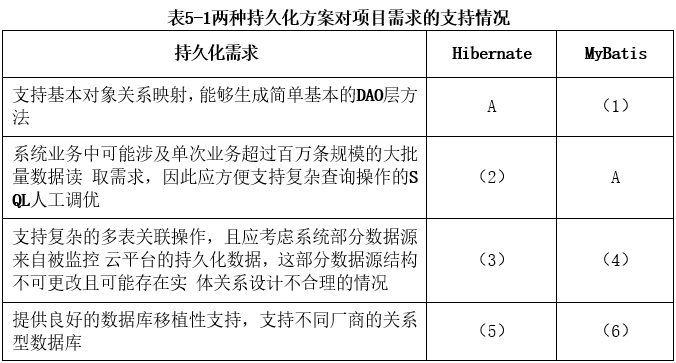 表5-1两种持久化方案对项目需求的支持情况
持久化需求 Hibernate MyBatis
支持基本对象关系映射,能够生成简单基本的DAO层方
法
A （1）
系统业务中可能涉及单次业务超过百万条规模的大批
量数据读 取需求，因此应方便支持复杂查询操作的S
QL人工调优
（2） A
支持复杂的多表关联操作，且应考虑系统部分数据源
来自被监控 云平台的持久化数据，这部分数据源结构
不可更改且可能存在实 体关系设计不合理的情况
（3） （4）
提供良好的数据库移植性支持，支持不同厂商的关系
型数据库
（5） （6）